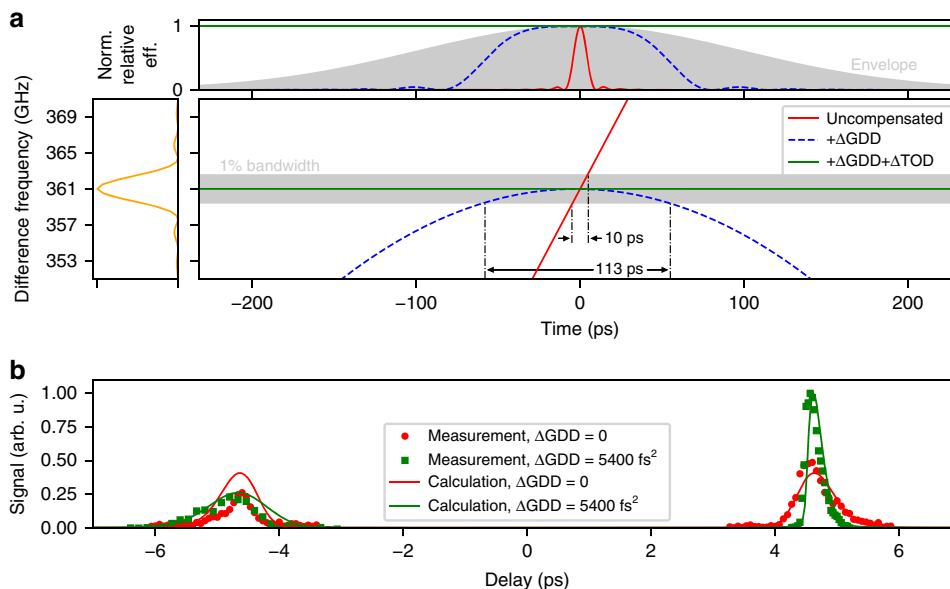 a
Norm.
relative
eff.
1
0
Envelope
Difference frequency (GHz)
369
365
361
357
353
1% bandwidth
Uncompensated
+ΔGDD
+ΔGDD+ΔTOD
10 ps
113 ps
−200
−100
0
100
200
Time (ps)
b
Signal (arb. u.)
1.00
0.75
0.50
0.25
0.00
Measurement, ΔGDD = 0
Measurement, ΔGDD = 5400 fs²
Calculation, ΔGDD = 0
Calculation, ΔGDD = 5400 fs²
−6
−4
−2
0
2
4
6
Delay (ps)